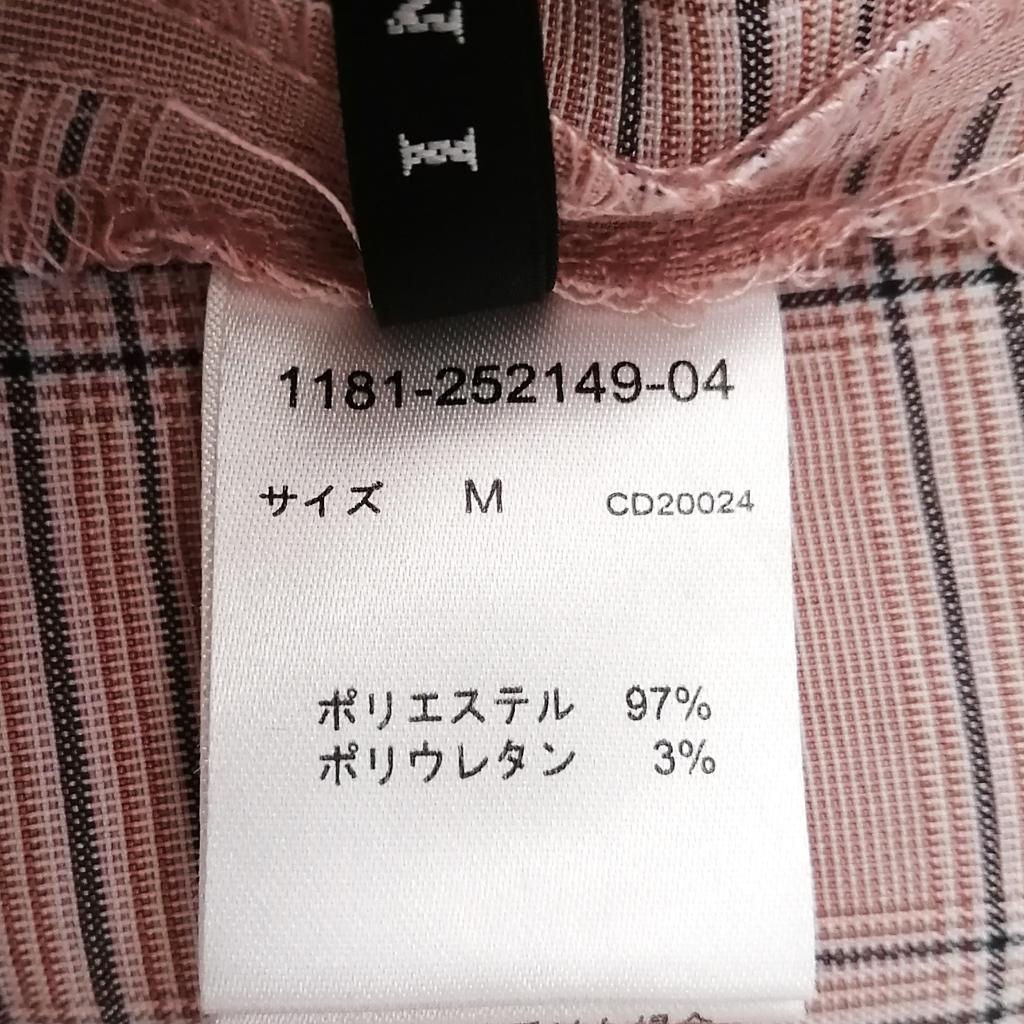 N
I
1181-252149-04
サイズ M CD20024
ポリエステル 97%
ポリウレタン 3%